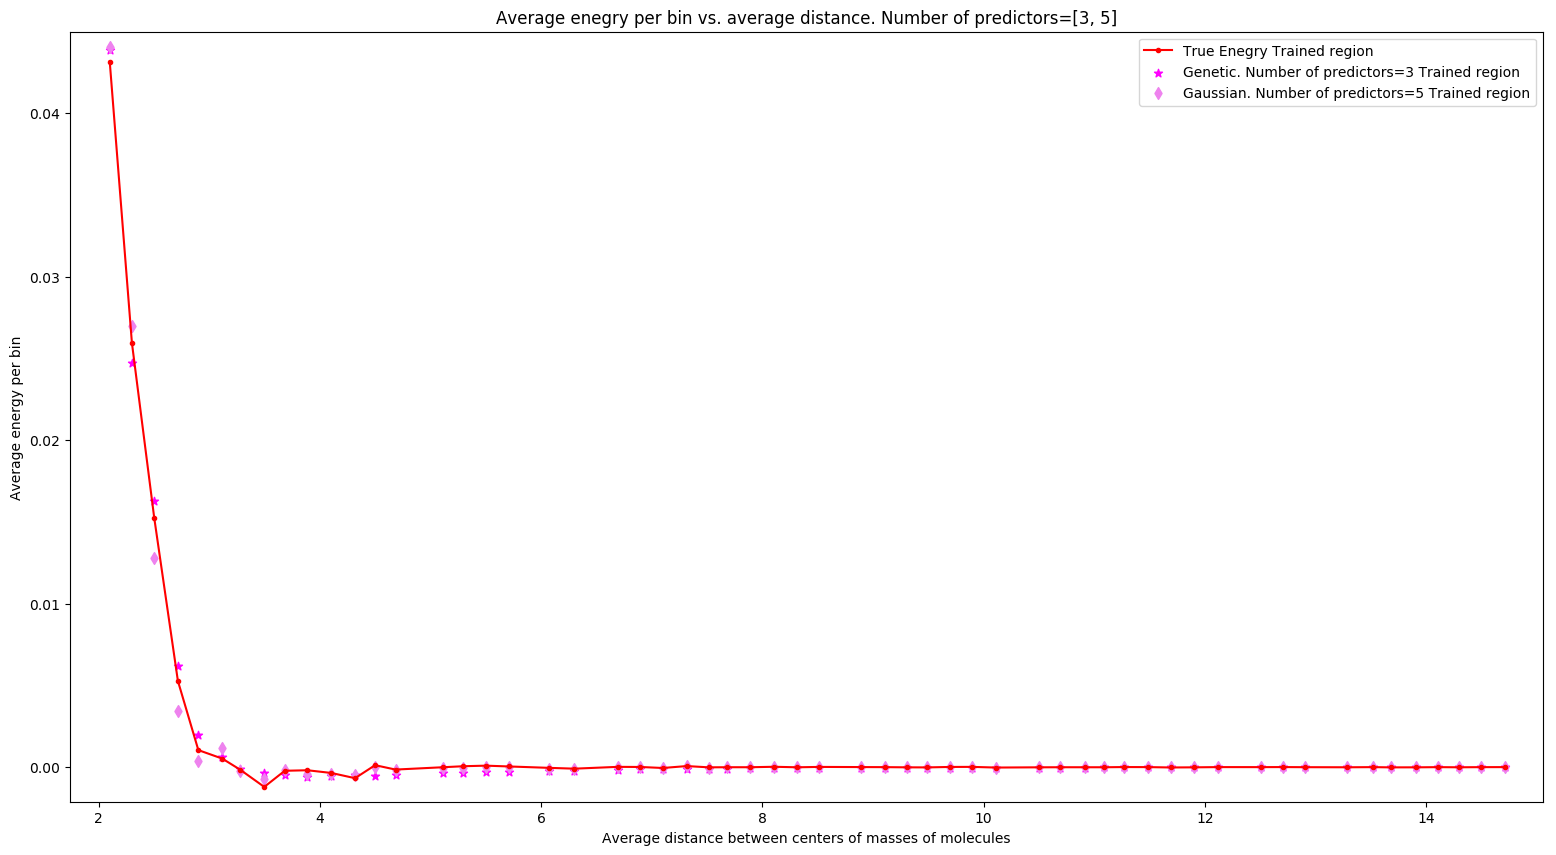 Average enegry per bin vs. average distance. Number of predictors=[3, 5]
True Enegry Trained region
Genetic. Number of predictors=3 Trained region
Gaussian. Number of predictors=5 Trained region
Average energy per bin
0.04
0.03
0.02
0.01
0.00
2 4 6 8 10 12 14
Average distance between centers of masses of molecules